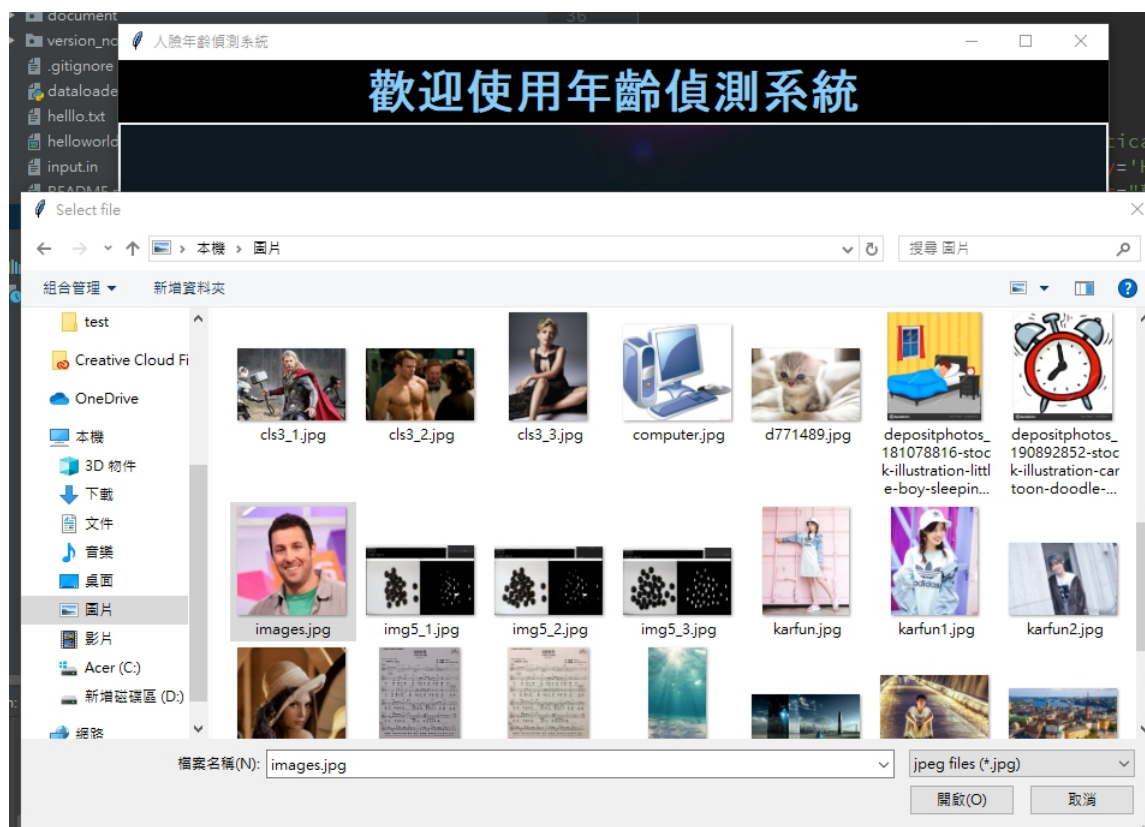 document
36
version_nc
人臉年齡偵測系統
.gitignore
歡迎使用年齡偵測系統
dataloade
helllo.txt
helloworld
input.in
Select file
本機 › 圖片
搜尋 圖片
組合管理
新增資料夾
test
Creative Cloud Fi
OneDrive
本機
3D 物件
下載
文件
音樂
桌面
圖片
影片
Acer (C:)
新增磁碟區 (D:)
網路
cls3_1.jpg
cls3_2.jpg
cls3_3.jpg
computer.jpg
d771489.jpg
depositphotos_
181078816-stoc
k-illustration-littl
e-boy-sleepin...
depositphotos_
190892852-stoc
k-illustration-car
toon-doodle-...
images.jpg
img5_1.jpg
img5_2.jpg
img5_3.jpg
karfun.jpg
adidas
karfun1.jpg
karfun2.jpg
檔案名稱(N):
images.jpg
jpeg files (*.jpg)
開啟(O)
取消